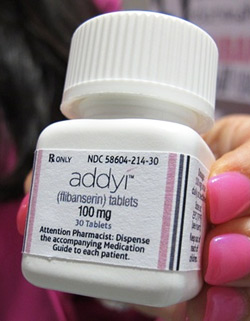 ℞ ONLY NDC 58604-214-30
addyi™
(flibanserin) tablets
100 mg
30 Tablets
Attention Pharmacist: Dispense
the accompanying Medication
Guide to each patient.